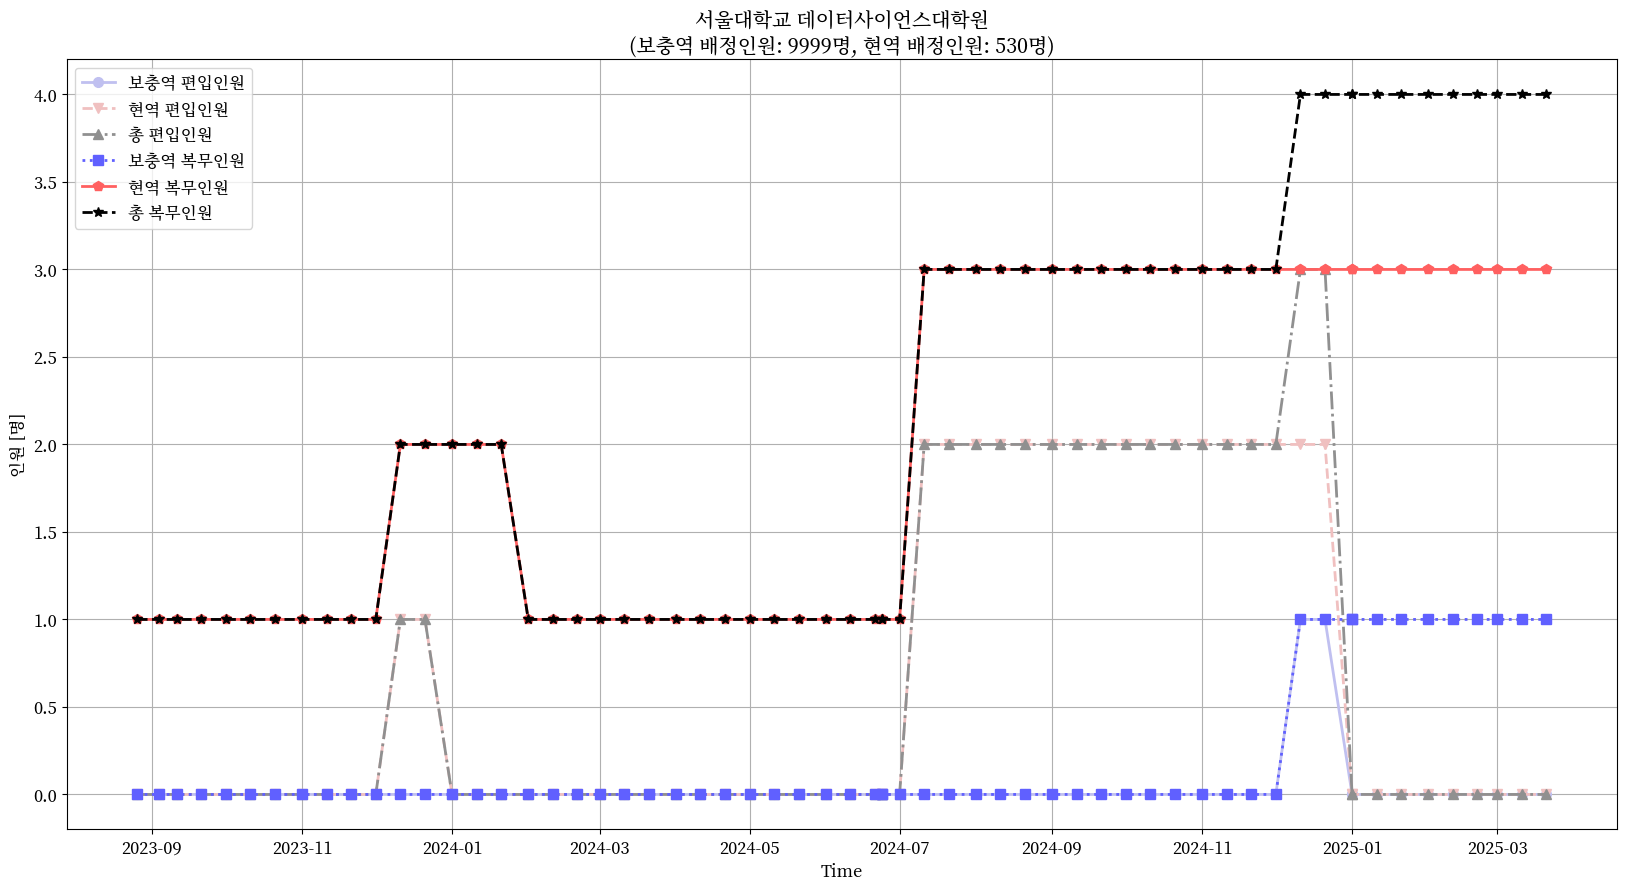 서울대학교 데이터사이언스대학원
(보충역 배정인원: 9999명, 현역 배정인원: 530명)
보충역 편입인원
현역 편입인원
총 편입인원
보충역 복무인원
현역 복무인원
총 복무인원
4.0
3.5
3.0
2.5
2.0
1.5
1.0
0.5
0.0
인원 [명]
2023-09 2023-11 2024-01 2024-03 2024-05 2024-07 2024-09 2024-11 2025-01 2025-03
Time